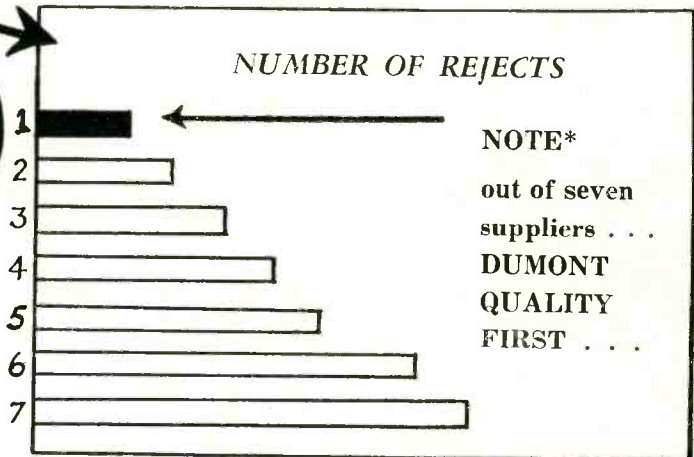 NUMBER OF REJECTS
1
2
3
4
5
6
7
NOTE*
out of seven
suppliers . . .
DUMONT
QUALITY
FIRST . . .